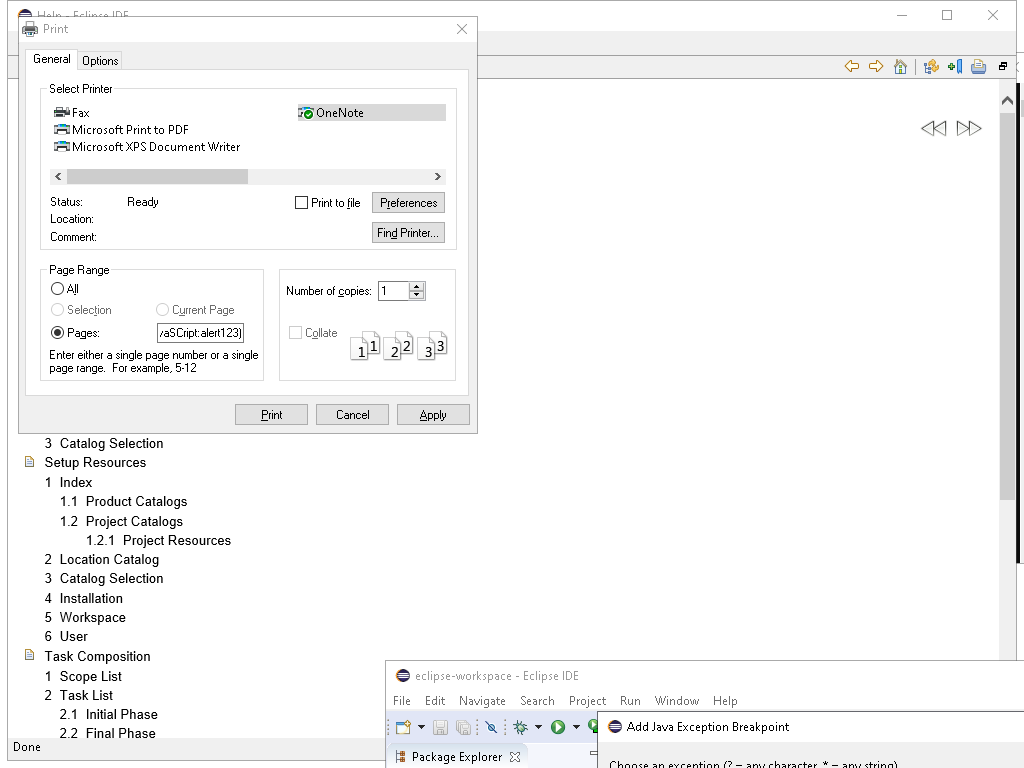 Help - Eclipse IDE
Print
General Options
Select Printer
Fax
OneNote
Microsoft Print to PDF
Microsoft XPS Document Writer
Status: Ready
Print to file
Preferences
Location:
Comment:
Find Printer...
Page Range
All
Selection
Current Page
Pages:
vaSCript:alert123)
Enter either a single page number or a single
page range. For example, 5-12
Number of copies: 1
Collate
1 1 2 2 3 3
Print Cancel Apply
3 Catalog Selection
Setup Resources
1 Index
1.1 Product Catalogs
1.2 Project Catalogs
1.2.1 Project Resources
2 Location Catalog
3 Catalog Selection
4 Installation
5 Workspace
6 User
Task Composition
1 Scope List
2 Task List
2.1 Initial Phase
2.2 Final Phase
Done
eclipse-workspace - Eclipse IDE
File Edit Navigate Search Project Run Window Help
Add Java Exception Breakpoint
Package Explorer
Choose an exception (? = any character, * = any string)